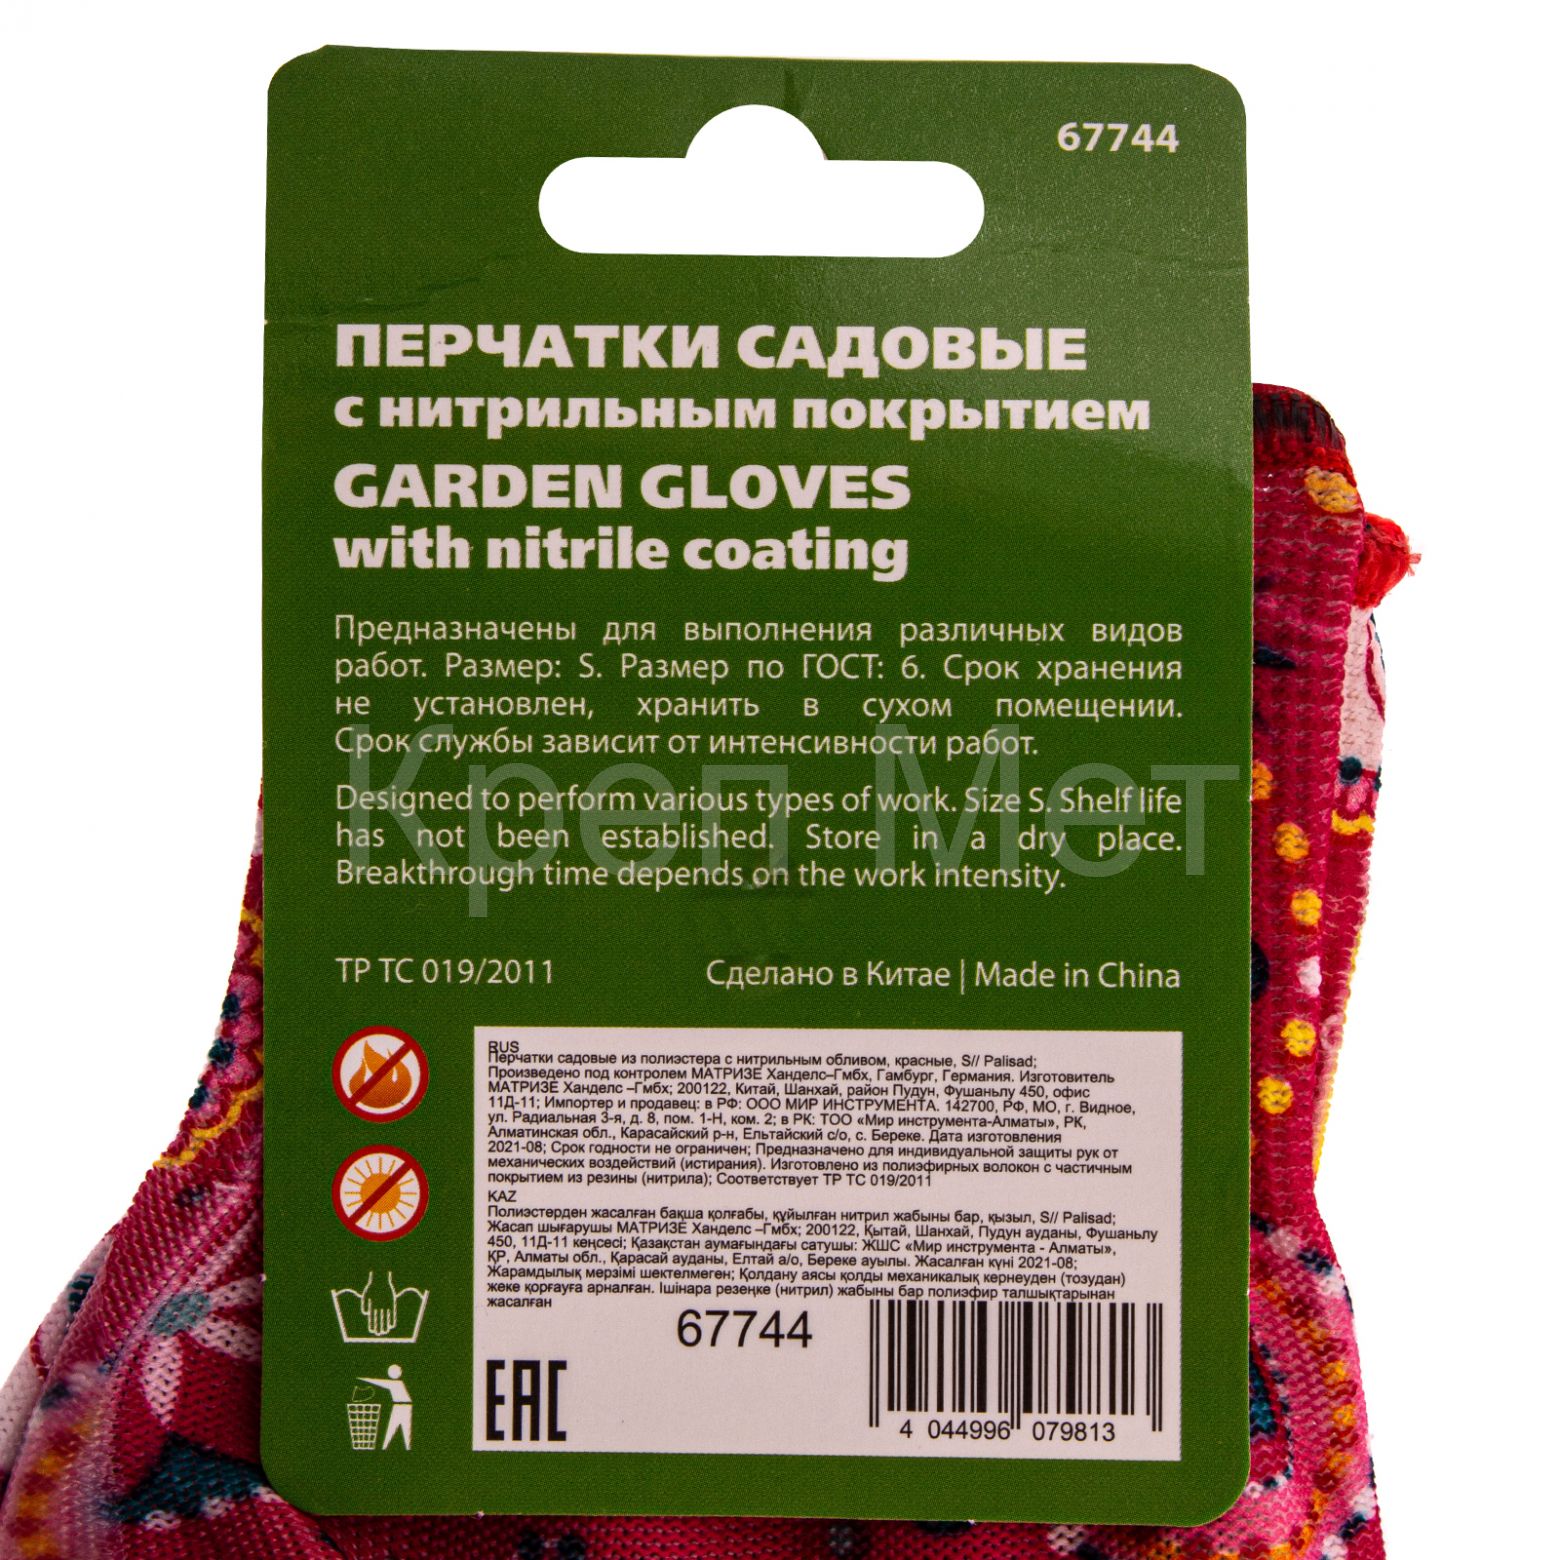 67744
ПЕРЧАТКИ САДОВЫЕ
с нитрильным покрытием
GARDEN GLOVES
with nitrile coating
Предназначены для выполнения различных видов
работ. Размер: S. Размер по ГОСТ: 6. Срок хранения
не установлен, хранить в сухом помещении.
Срок службы зависит от интенсивности работ.
Креп Мет
Designed to perform various types of work. Size S. Shelf life
has not been established. Store in a dry place.
Breakthrough time depends on the work intensity.
ТР ТС 019/2011
Сделано в Китае | Made in China
RUS
Перчатки садовые из полиэстера с нитрильным обливом, красные, S// Palisad;
Произведено под контролем МАТРИЗЕ Ханделс–Гмбх, Гамбург, Германия. Изготовитель
МАТРИЗЕ Ханделс –Гмбх; 200122, Китай, Шанхай, район Пудун, Фушаньлу 450, офис
11Д-11; Импортер и продавец: в РФ: ООО МИР ИНСТРУМЕНТА. 142700, РФ, МО, г. Видное,
ул. Радиальная 3-я, д. 8, пом. 1-Н, ком. 2; в РК: ТОО «Мир инструмента-Алматы», РК,
Алматинская обл., Карасайский р-н, Ельтайский с/о, с. Береке. Дата изготовления
2021-08; Срок годности не ограничен; Предназначено для индивидуальной защиты рук от
механических воздействий (истирания). Изготовлено из полиэфирных волокон с частичным
покрытием из резины (нитрила); Соответствует ТР ТС 019/2011
KAZ
Полиэстерден жасалған бақша қолғабы, құйылған нитрил жабыны бар, қызыл, S// Palisad;
Жасап шығарушы МАТРИЗЕ Ханделс –Гмбх; 200122, Қытай, Шанхай, Пудун ауданы, Фушаньлу
450, 11Д-11 кеңсесі; Қазақстан аумағындағы сатушы: ЖШС «Мир инструмента - Алматы»,
ҚР, Алматы обл., Қарасай ауданы, Елтай а/о, Береке ауылы. Жасалған күні 2021-08;
Жарамдылық мерзімі шектелмеген; Қолдану аясы қолды механикалық кернеуден (тозудан)
жеке қорғауға арналған. Ішінара резеңке (нитрил) жабыны бар полиэфир талшықтарынан
жасалған
67744
EAC
4 044996 079813